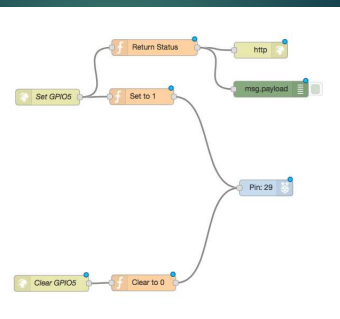 Return Status
http
msg.payload
Set GPIO5
Set to 1
Pin: 29
Clear GPIO5
Clear to 0